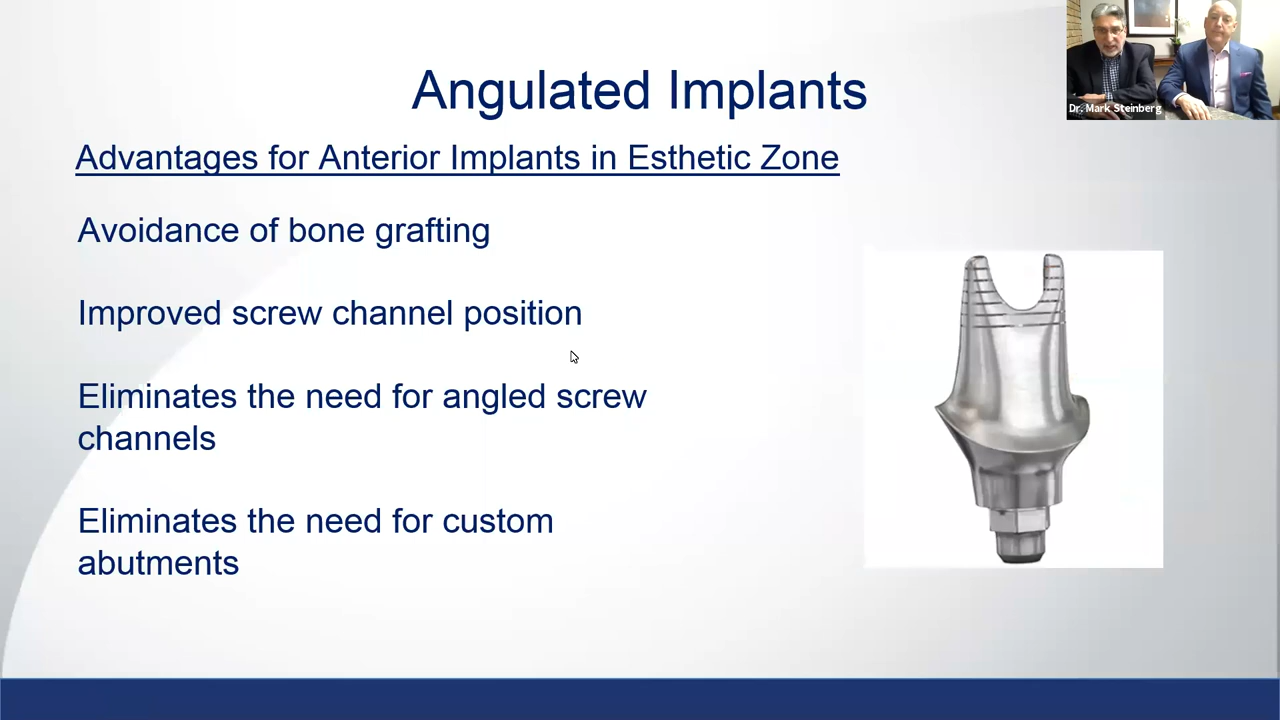 Dr. Mark Steinberg
Angulated Implants
Advantages for Anterior Implants in Esthetic Zone
Avoidance of bone grafting
Improved screw channel position
Eliminates the need for angled screw
channels
Eliminates the need for custom
abutments